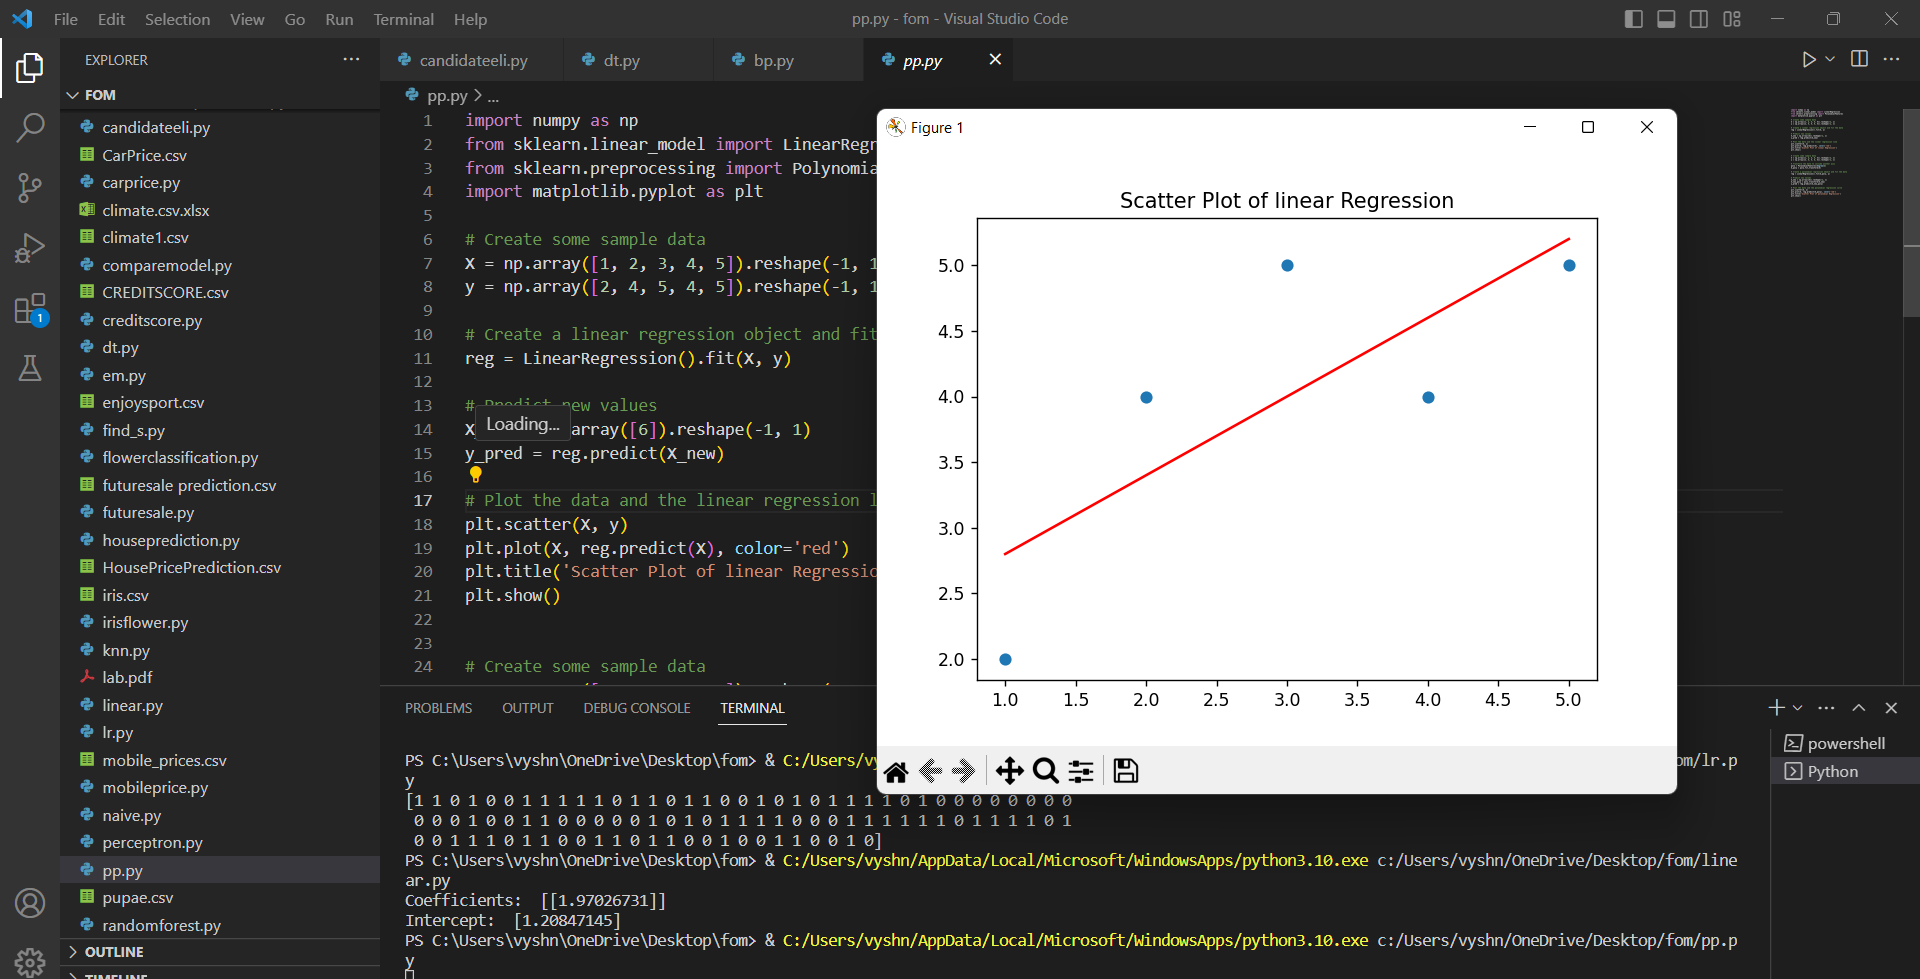 File Edit Selection View Go Run Terminal Help
pp.py - fom - Visual Studio Code
EXPLORER
FOM
candidateeli.py
CarPrice.csv
carprice.py
climate.csv.xlsx
climate1.csv
comparemodel.py
CREDITSCORE.csv
creditscore.py
dt.py
em.py
enjoysport.csv
find_s.py
flowerclassification.py
futuresale prediction.csv
futuresale.py
houseprediction.py
HousePricePrediction.csv
iris.csv
irisflower.py
knn.py
lab.pdf
linear.py
lr.py
mobile_prices.csv
mobileprice.py
naive.py
perceptron.py
pp.py
pupae.csv
randomforest.py
OUTLINE
TIMELINE
1
candidateeli.py dt.py bp.py pp.py
pp.py > ...
1 import numpy as np
2 from sklearn.linear_model import LinearRegr
3 from sklearn.preprocessing import Polynomia
4 import matplotlib.pyplot as plt
5
6 # Create some sample data
7 X = np.array([1, 2, 3, 4, 5]).reshape(-1, 1
8 y = np.array([2, 4, 5, 4, 5]).reshape(-1, 1
9
10 # Create a linear regression object and fit
11 reg = LinearRegression().fit(X, y)
12
13 # Predict new values
Loading...
14 X array([6]).reshape(-1, 1)
15 y_pred = reg.predict(X_new)
16
17 # Plot the data and the linear regression l
18 plt.scatter(X, y)
19 plt.plot(X, reg.predict(X), color='red')
20 plt.title('Scatter Plot of linear Regressio
21 plt.show()
22
23
24 # Create some sample data
Figure 1
Scatter Plot of linear Regression
5.0
4.5
4.0
3.5
3.0
2.5
2.0
1.0 1.5 2.0 2.5 3.0 3.5 4.0 4.5 5.0
PROBLEMS OUTPUT DEBUG CONSOLE TERMINAL
powershell
Python
PS C:\Users\vyshn\OneDrive\Desktop\fom> & C:/Users/vy om/lr.p
y
[1 1 0 1 0 0 1 1 1 1 1 0 1 1 0 1 1 0 0 1 0 1 0 1 1 1 1 0 1 0 0 0 0 0 0 0 0
0 0 0 1 0 0 1 1 0 0 0 0 0 1 0 1 0 1 1 1 1 0 0 0 1 1 1 1 1 1 0 1 1 1 1 0 1
0 0 1 1 1 0 1 1 0 0 1 1 0 1 1 0 0 1 0 0 1 1 0 0 1 0]
PS C:\Users\vyshn\OneDrive\Desktop\fom> & C:/Users/vyshn/AppData/Local/Microsoft/WindowsApps/python3.10.exe c:/Users/vyshn/OneDrive/Desktop/fom/line
ar.py
Coefficients: [[1.97026731]]
Intercept: [1.20847145]
PS C:\Users\vyshn\OneDrive\Desktop\fom> & C:/Users/vyshn/AppData/Local/Microsoft/WindowsApps/python3.10.exe c:/Users/vyshn/OneDrive/Desktop/fom/pp.p
y